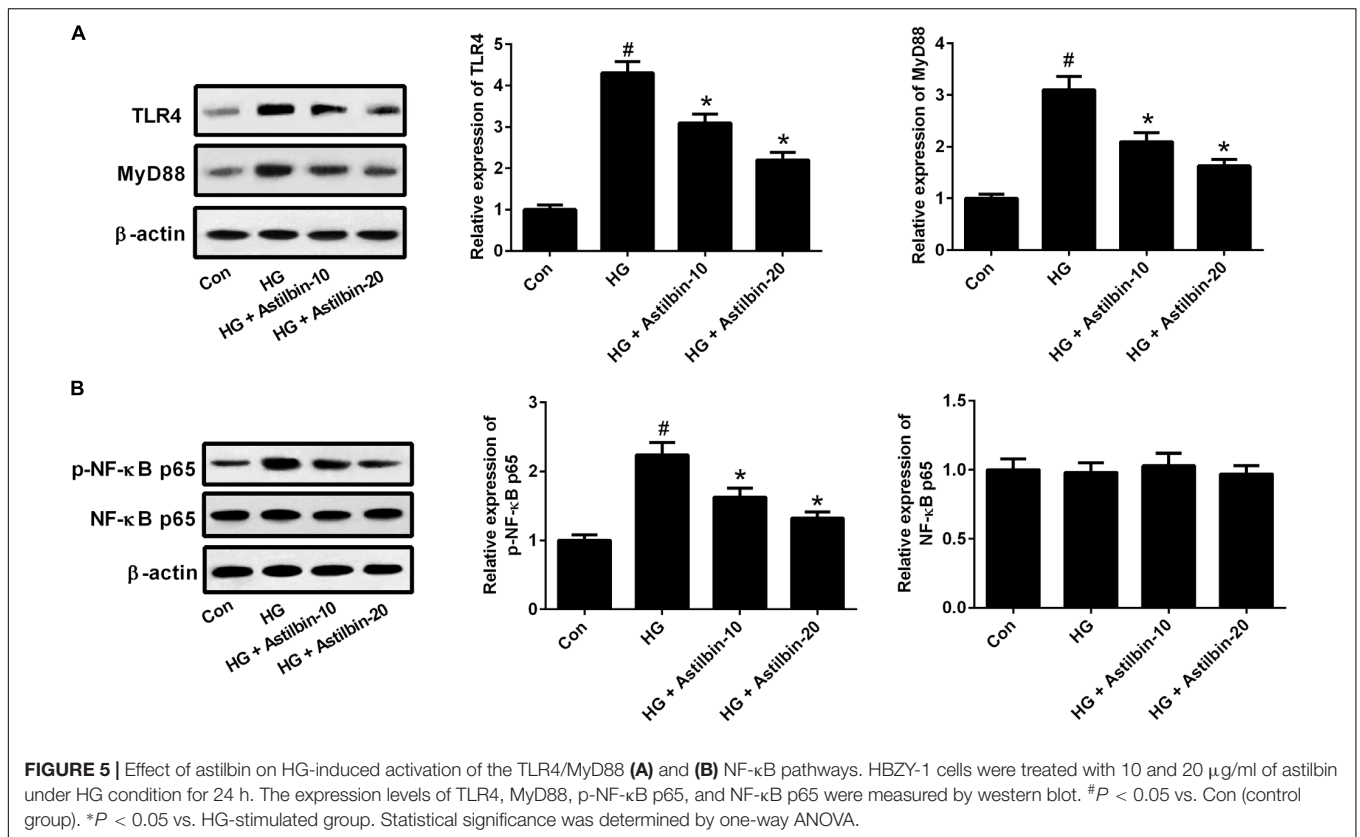 A
TLR4
MyD88
β-actin
Con
HG
HG + Astilbin-10
HG + Astilbin-20
Relative expression of TLR4
5
4
3
2
1
0
#
*
*
Con
HG
HG + Astilbin-10
HG + Astilbin-20
Relative expression of MyD88
4
3
2
1
0
#
*
*
Con
HG
HG + Astilbin-10
HG + Astilbin-20
B
p-NF-κB p65
NF-κB p65
β-actin
Con
HG
HG + Astilbin-10
HG + Astilbin-20
Relative expression of
p-NF-κB p65
3
2
1
0
#
*
*
Con
HG
HG + Astilbin-10
HG + Astilbin-20
Relative expression of
NF-κB p65
1.5
1.0
0.5
0.0
Con
HG
HG + Astilbin-10
HG + Astilbin-20
FIGURE 5 | Effect of astilbin on HG-induced activation of the TLR4/MyD88 (A) and (B) NF-κB pathways. HBZY-1 cells were treated with 10 and 20 μg/ml of astilbin
under HG condition for 24 h. The expression levels of TLR4, MyD88, p-NF-κB p65, and NF-κB p65 were measured by western blot. #P < 0.05 vs. Con (control
group). *P < 0.05 vs. HG-stimulated group. Statistical significance was determined by one-way ANOVA.